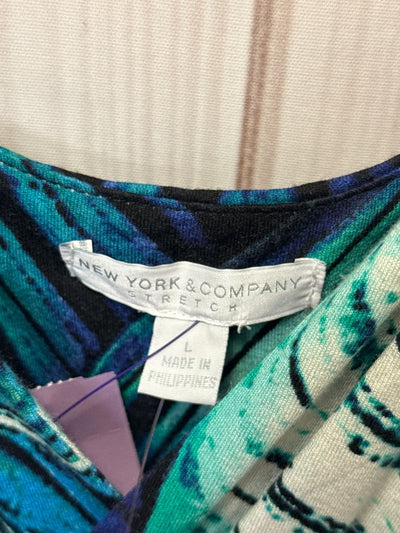 NEW YORK & COMPANY
STRETCH
L
MADE IN
PHILIPPINES